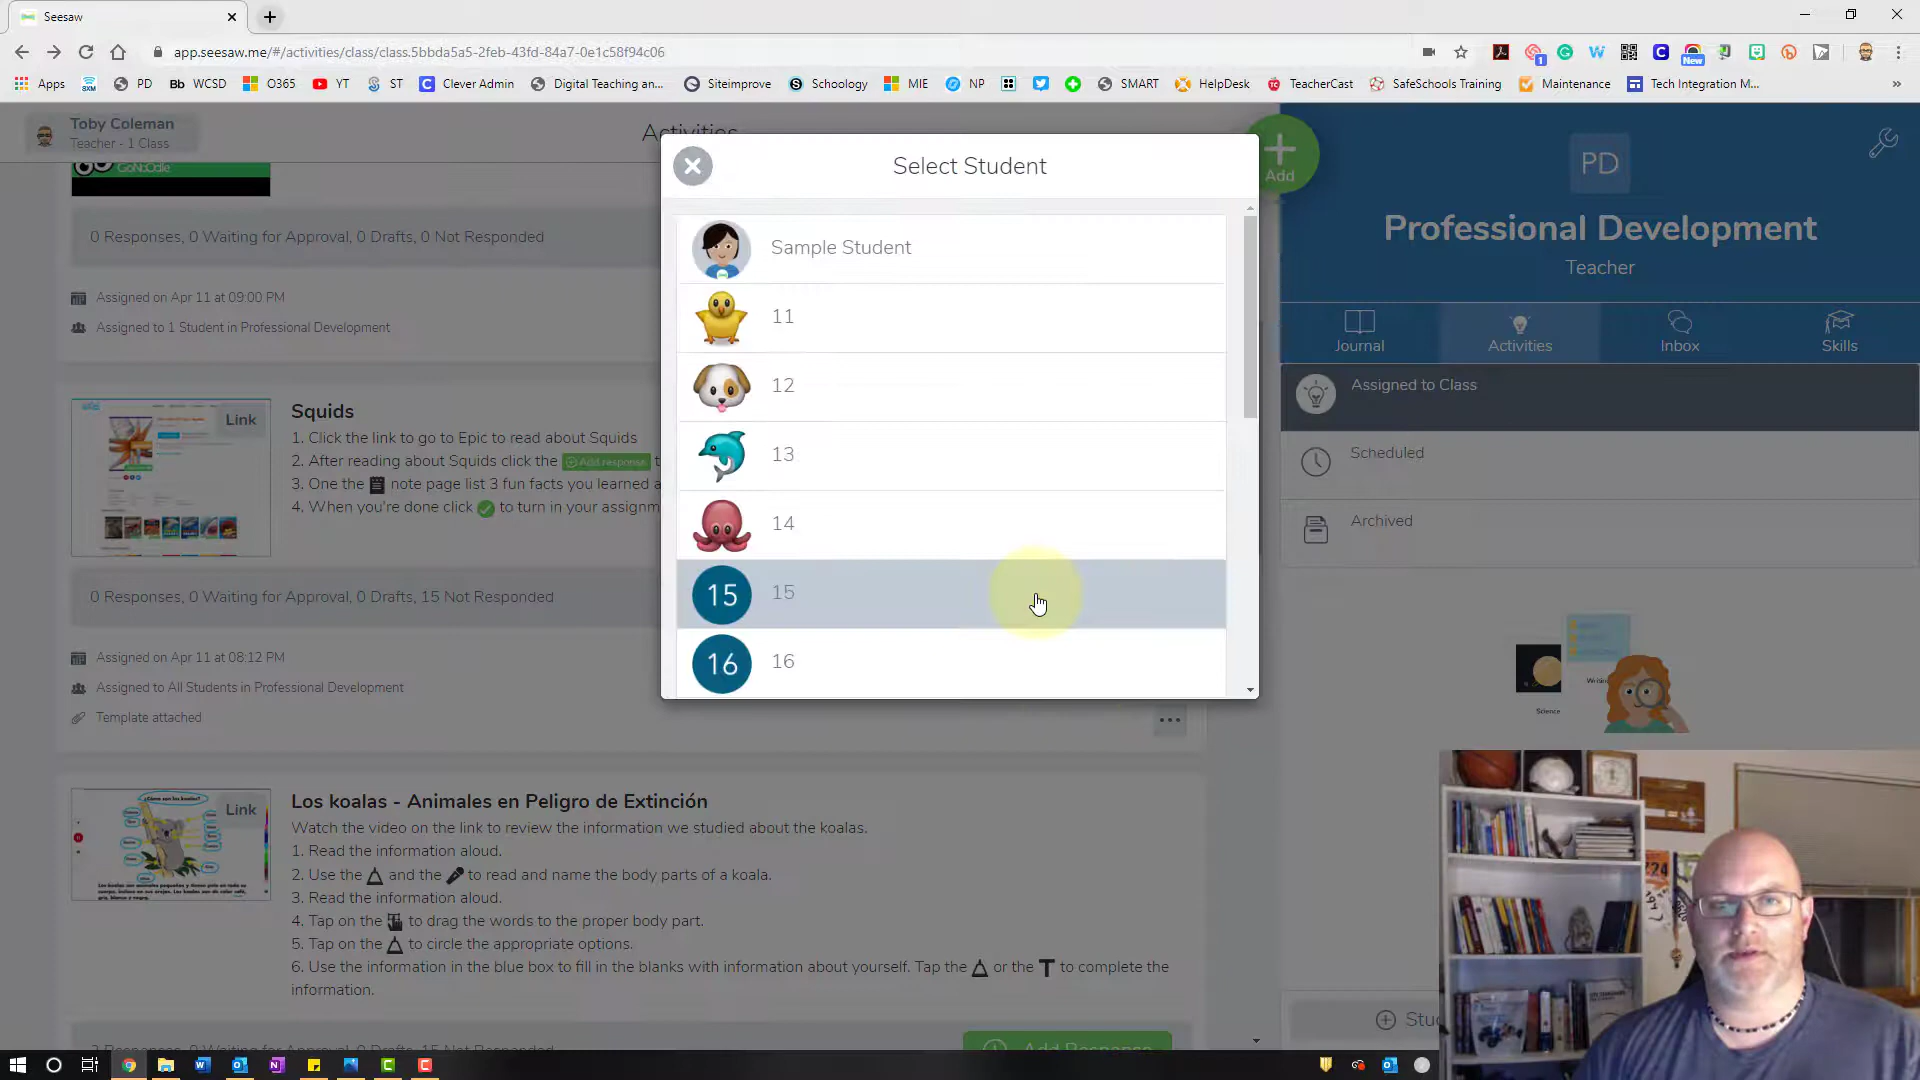 Seesaw
app.seesaw.me/#/activities/class/class.5bbda5a5-2feb-43fd-84a7-0e1c58f94c06
1
New
Apps
SXM
PD
Bb WCSD
O365
YT
ST
Clever Admin
Digital Teaching an...
Siteimprove
Schoology
MIE
NP
SMART
HelpDesk
TeacherCast
SafeSchools Training
Maintenance
Tech Integration M...
Toby Coleman
Teacher - 1 Class
Activities
GoNoodle
0 Responses, 0 Waiting for Approval, 0 Drafts, 0 Not Responded
Assigned on Apr 11 at 09:00 PM
Assigned to 1 Student in Professional Development
Link
Squids
1. Click the link to go to Epic to read about Squids
2. After reading about Squids click the Add response t
3. One the note page list 3 fun facts you learned a
4. When you're done click to turn in your assignm
0 Responses, 0 Waiting for Approval, 0 Drafts, 15 Not Responded
Assigned on Apr 11 at 08:12 PM
Assigned to All Students in Professional Development
Template attached
Link
Los koalas - Animales en Peligro de Extinción
Watch the video on the link to review the information we studied about the koalas.
1. Read the information aloud.
2. Use the and the to read and name the body parts of a koala.
3. Read the information aloud.
4. Tap on the to drag the words to the proper body part.
5. Tap on the to circle the appropriate options.
6. Use the information in the blue box to fill in the blanks with information about yourself. Tap the or the T to complete the
information.
Add Response
Select Student
Sample Student
11
12
13
14
15 15
16 16
Add
PD
Professional Development
Teacher
Journal
Activities
Inbox
Skills
Assigned to Class
Scheduled
Archived
Science
Stu